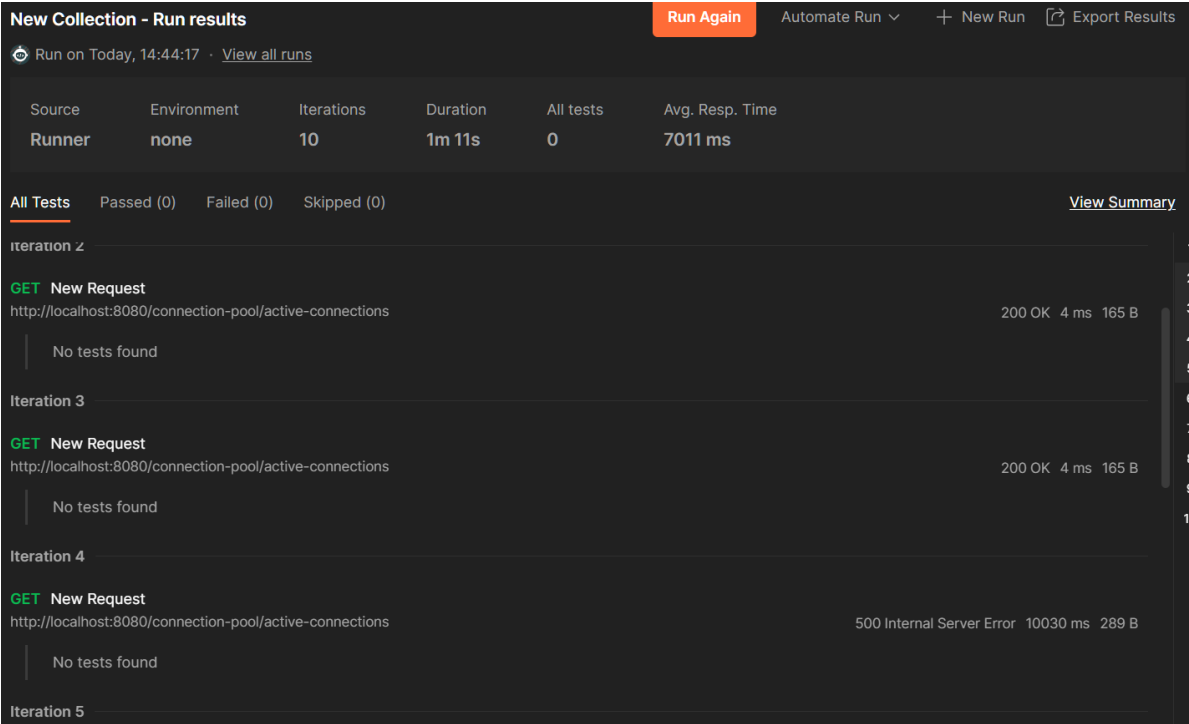 New Collection - Run results
Run Again
Automate Run
New Run
Export Results
Run on Today, 14:44:17 · View all runs
Source Environment Iterations Duration All tests Avg. Resp. Time
Runner none 10 1m 11s 0 7011 ms
All Tests Passed (0) Failed (0) Skipped (0) View Summary
Iteration 2
GET New Request
http://localhost:8080/connection-pool/active-connections
200 OK 4 ms 165 B
No tests found
Iteration 3
GET New Request
http://localhost:8080/connection-pool/active-connections
200 OK 4 ms 165 B
No tests found
Iteration 4
GET New Request
http://localhost:8080/connection-pool/active-connections
500 Internal Server Error 10030 ms 289 B
No tests found
Iteration 5